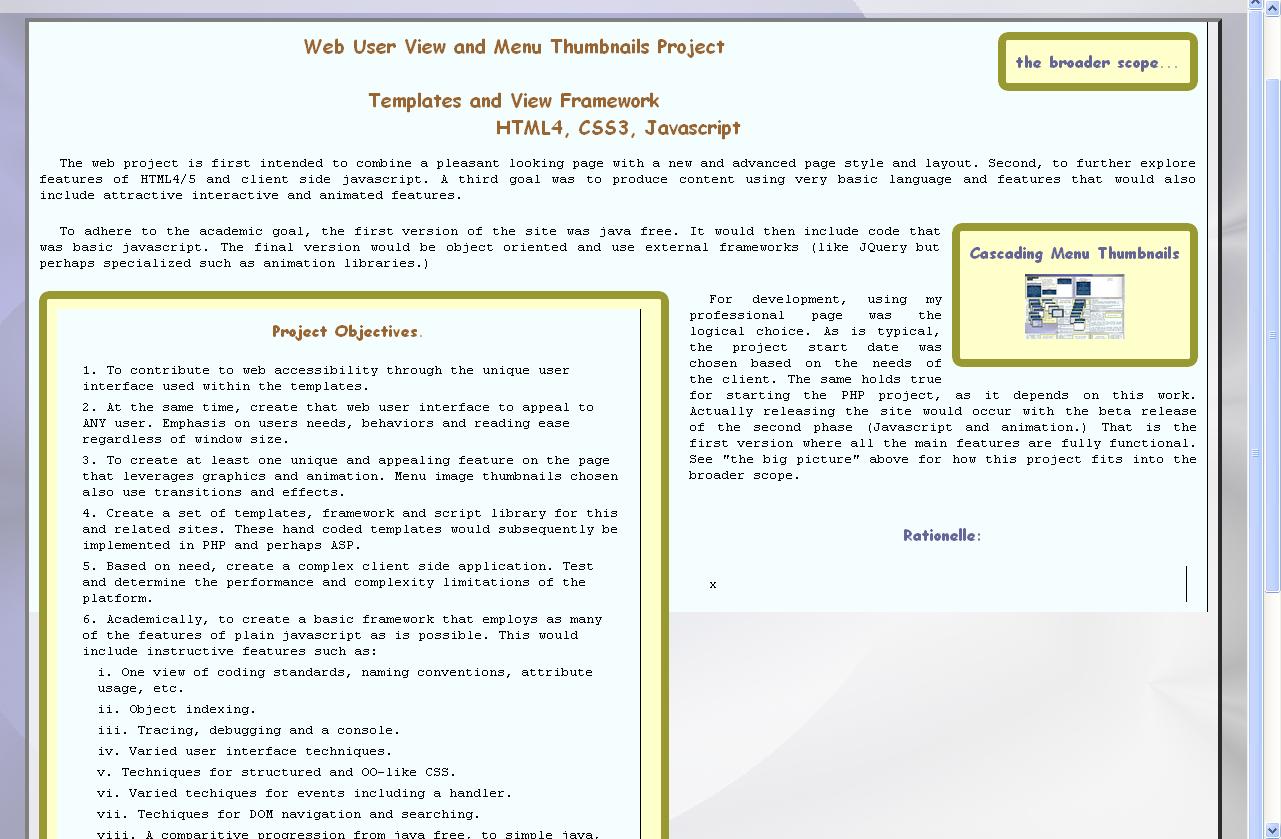 Web User View and Menu Thumbnails Project
the broader scope...
Templates and View Framework
HTML4, CSS3, Javascript
The web project is first intended to combine a pleasant looking page with a new and advanced page style and layout. Second, to further explore
features of HTML4/5 and client side javascript. A third goal was to produce content using very basic language and features that would also
include attractive interactive and animated features.
To adhere to the academic goal, the first version of the site was java free. It would then include code that
was basic javascript. The final version would be object oriented and use external frameworks (like JQuery but
perhaps specialized such as animation libraries.)
Cascading Menu Thumbnails
Project Objectives.
1. To contribute to web accessibility through the unique user
interface used within the templates.
2. At the same time, create that web user interface to appeal to
ANY user. Emphasis on users needs, behaviors and reading ease
regardless of window size.
3. To create at least one unique and appealing feature on the page
that leverages graphics and animation. Menu image thumbnails chosen
also use transitions and effects.
4. Create a set of templates, framework and script library for this
and related sites. These hand coded templates would subsequently be
implemented in PHP and perhaps ASP.
5. Based on need, create a complex client side application. Test
and determine the performance and complexity limitations of the
platform.
6. Academically, to create a basic framework that employs as many
of the features of plain javascript as is possible. This would
include instructive features such as:
i. One view of coding standards, naming conventions, attribute
usage, etc.
ii. Object indexing.
iii. Tracing, debugging and a console.
iv. Varied user interface techniques.
v. Techniques for structured and OO-like CSS.
vi. Varied techiques for events including a handler.
vii. Techiques for DOM navigation and searching.
viii. A comparitive progression from java free, to simple java,
For development, using my
professional page was the
logical choice. As is typical,
the project start date was
chosen based on the needs of
the client. The same holds true
for starting the PHP project, as it depends on this work.
Actually releasing the site would occur with the beta release
of the second phase (Javascript and animation.) That is the
first version where all the main features are fully functional.
See "the big picture" above for how this project fits into the
broader scope.
Rationelle:
x